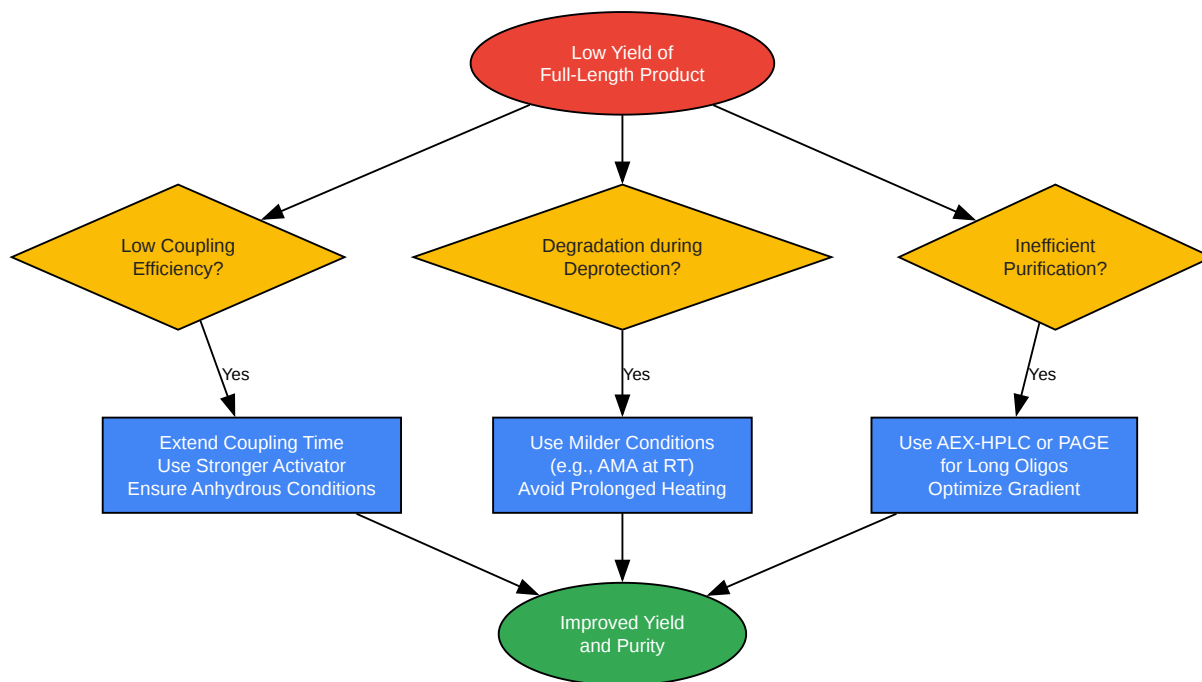 Low Yield of
Full-Length Product
Low Coupling
Efficiency?
Degradation during
Deprotection?
Inefficient
Purification?
Yes
Yes
Yes
Extend Coupling Time
Use Stronger Activator
Ensure Anhydrous Conditions
Use Milder Conditions
(e.g., AMA at RT)
Avoid Prolonged Heating
Use AEX-HPLC or PAGE
for Long Oligos
Optimize Gradient
Improved Yield
and Purity